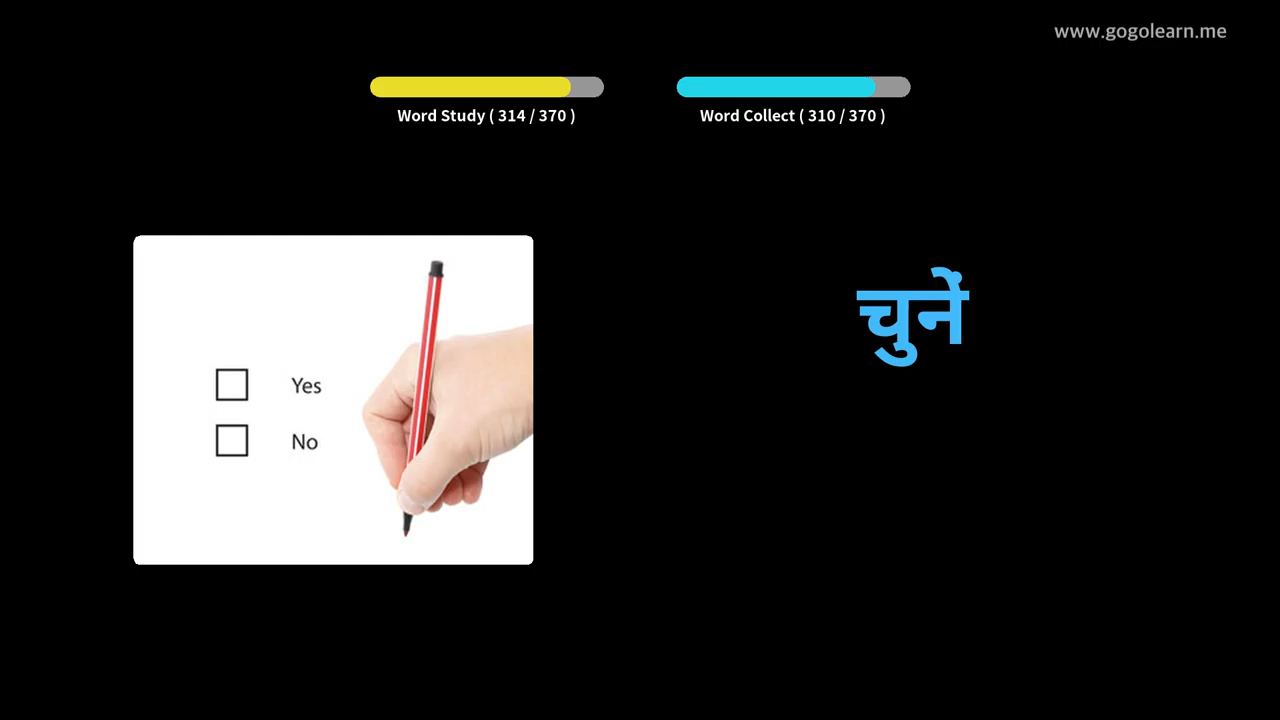 www.gogolearn.me
Word Study ( 314 / 370 )
Word Collect ( 310 / 370 )
चुनें
Yes
No